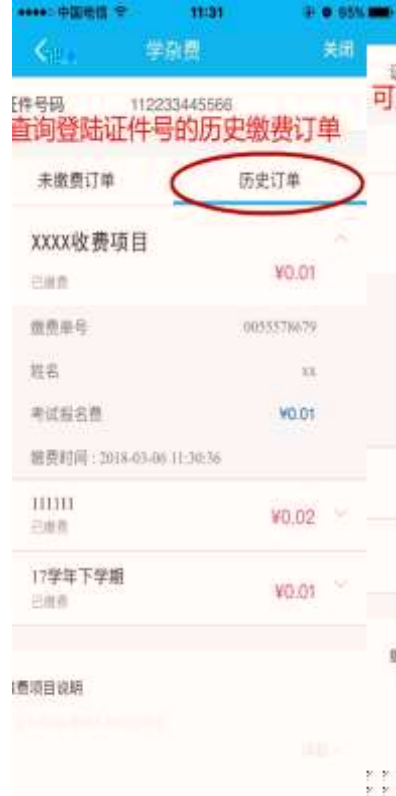 中国电信 11:31 65%
学杂费 关闭
证件号码 112233445566
查询登陆证件号的历史缴费订单 可
未缴费订单 历史订单
XXXX收费项目
已缴费 ¥0.01
缴费单号 0055578679
姓名 xx
考试报名费 ¥0.01
缴费时间：2018-03-06 11:30:36
111111
已缴费 ¥0.02
17学年下学期
已缴费 ¥0.01
费项目说明